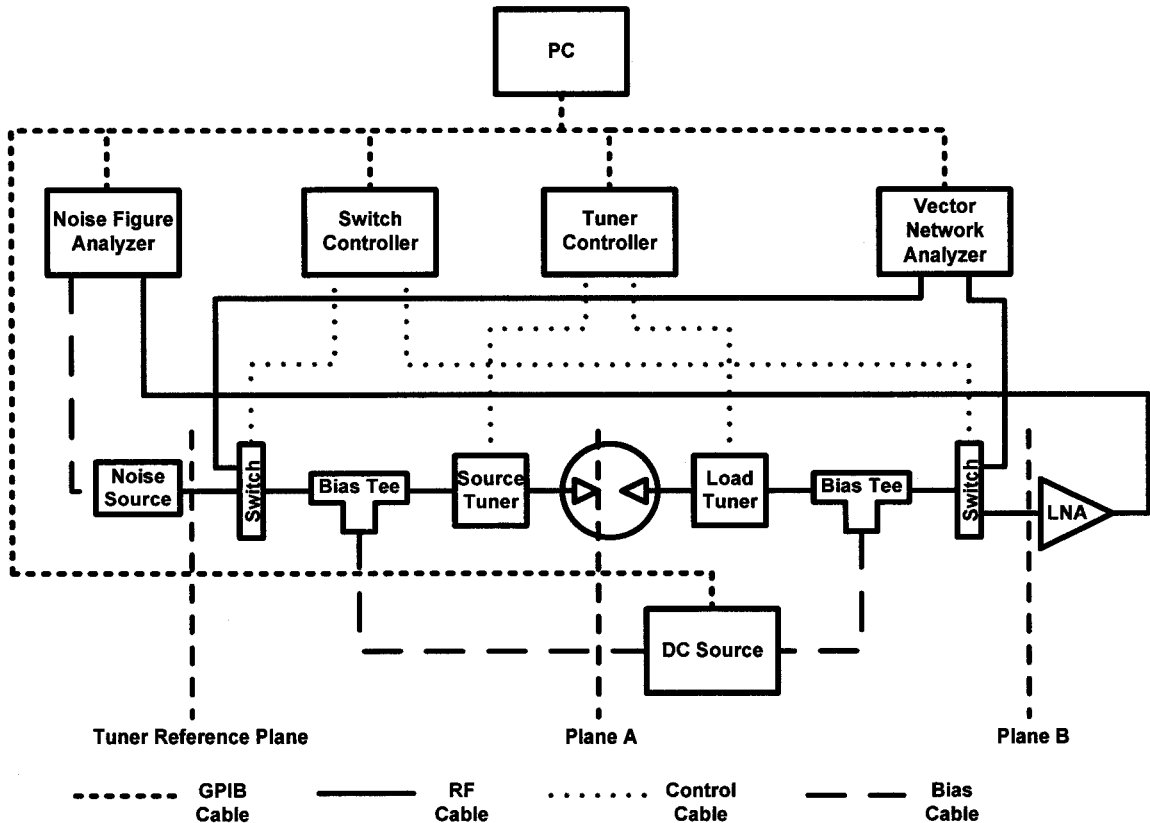 PC
Noise Figure
Analyzer
Switch
Controller
Tuner
Controller
Vector
Network
Analyzer
Noise
Source
Switch
Bias Tee
Source
Tuner
Load
Tuner
Bias Tee
Switch
LNA
DC Source
Tuner Reference Plane
Plane A
Plane B
GPIB
Cable
RF
Cable
Control
Cable
Bias
Cable